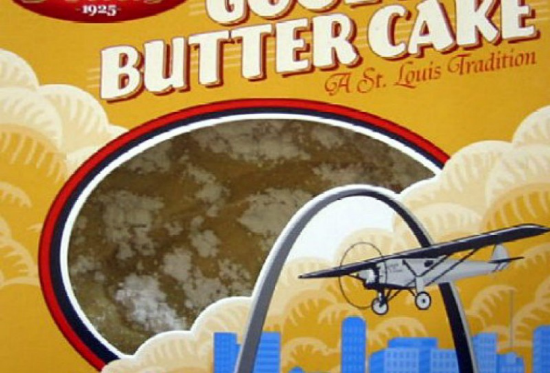 -1925-
BUTTER CAKE
A St. Louis Tradition